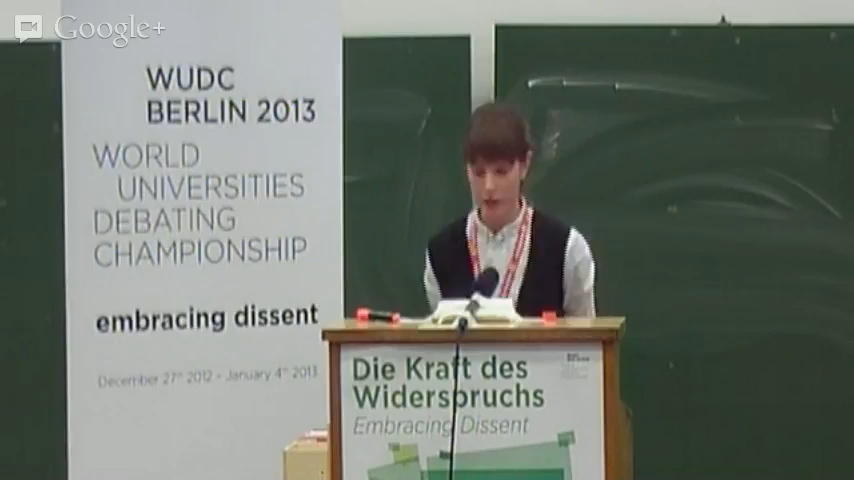 Google+
WUDC
BERLIN 2013
WORLD
UNIVERSITIES
DEBATING
CHAMPIONSHIP
embracing dissent
December 27th 2012 - January 4th 2013
Die Kraft des
Widerspruchs
Embracing Dissent